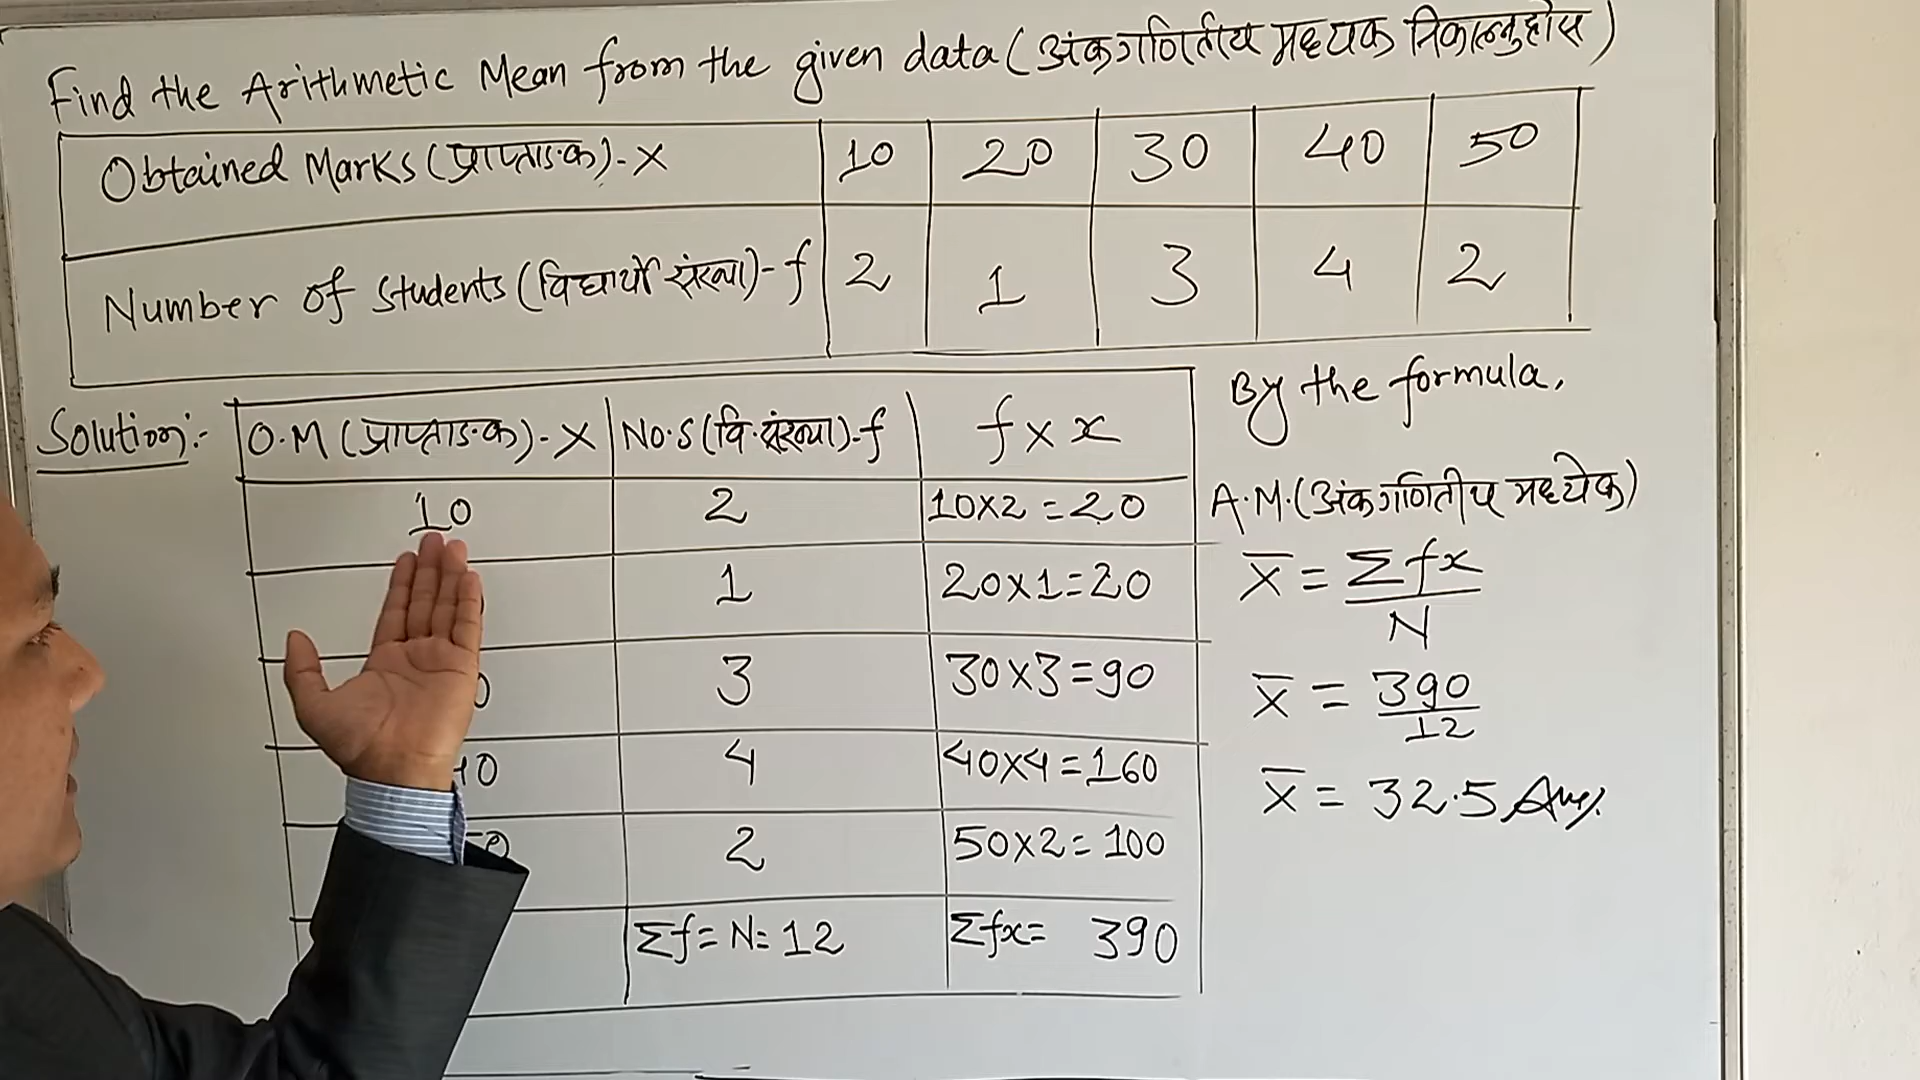 Find the Arithmetic Mean from the given data (अंकगणितीय मध्यक निकाल्नुहोस)
Obtained Marks (प्राप्ताङ्क) - X 10 20 30 40 50
Number of Students (विद्यार्थी संख्या) - f 2 1 3 4 2
Solution:-
O.M (प्राप्ताङ्क) - X No.S (वि.संख्या) - f f x x
10 2 10x2 = 20
1 20x1=20
3 30x3=90
4 40x4=160
2 50x2=100
Σf = N= 12 Σfx= 390
By the formula,
A.M. (अंकगणितीय मध्येक)
X̄ = Σfx / N
X̄ = 390 / 12
X̄ = 32.5 Ans.